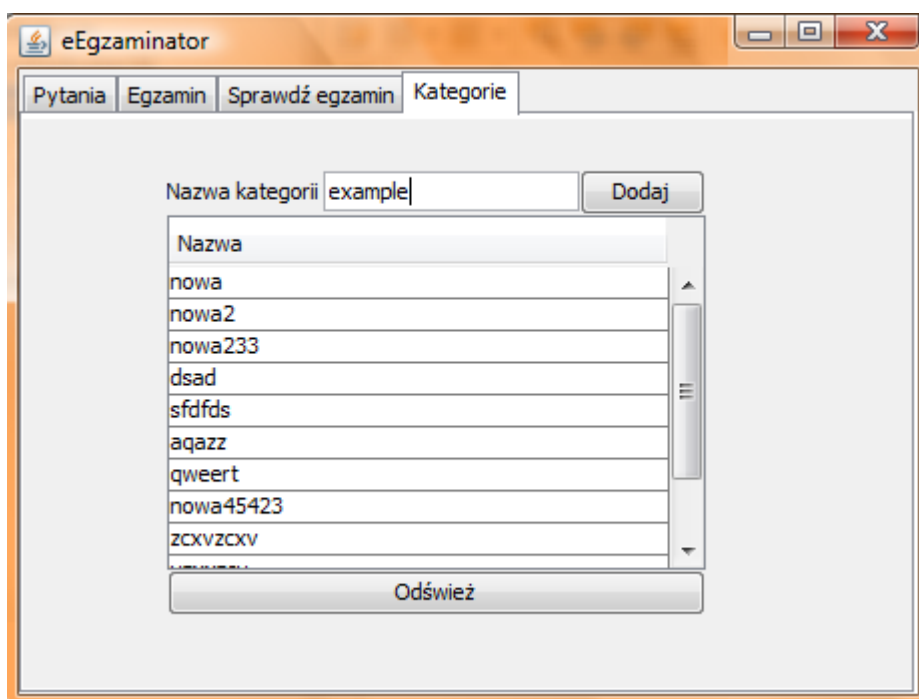 eEgzaminator
Pytania Egzamin Sprawdź egzamin Kategorie
Nazwa kategorii example Dodaj
Nazwa
nowa
nowa2
nowa233
dsad
sfdfds
aqazz
qweert
nowa45423
zcxvzcxv
Odśwież